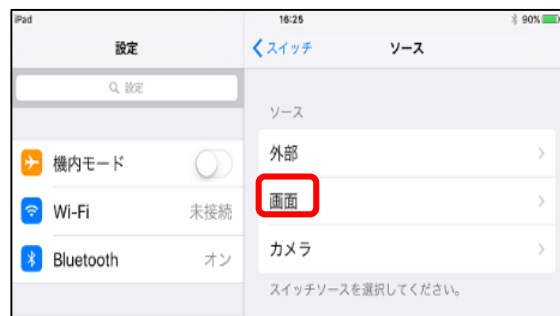 iPad 16:25 90%
設定
設定
機内モード
Wi-Fi 未接続
Bluetooth オン
スイッチ ソース
ソース
外部
画面
カメラ
スイッチソースを選択してください。